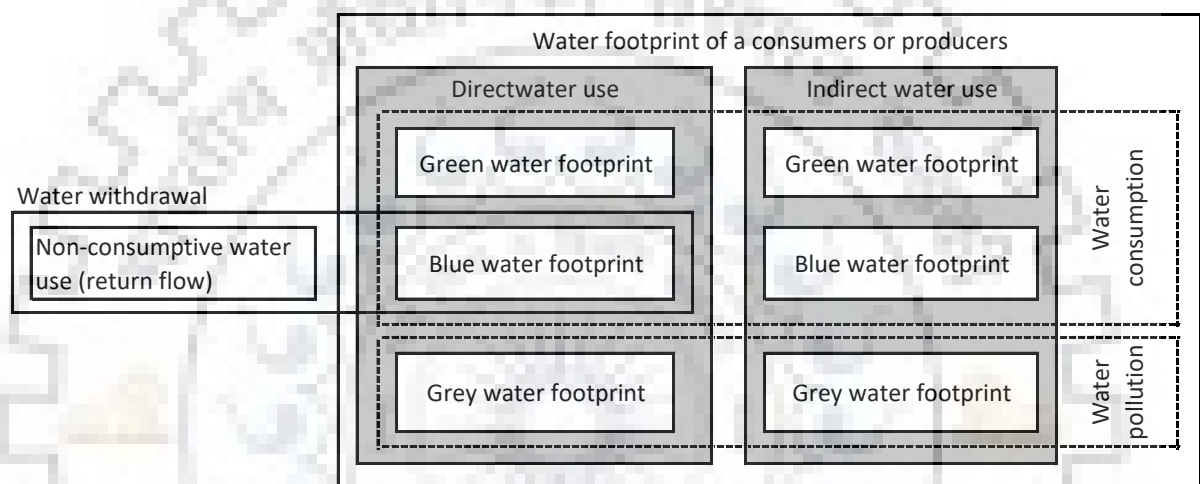 Water footprint of a consumers or producers
Directwater use
Indirect water use
Green water footprint
Green water footprint
Water
consumption
Water withdrawal
Non-consumptive water
use (return flow)
Blue water footprint
Blue water footprint
Grey water footprint
Grey water footprint
Water
pollution